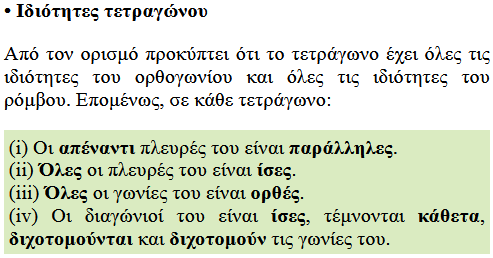 • Ιδιότητες τετραγώνου
Από τον ορισμό προκύπτει ότι το τετράγωνο έχει όλες τις
ιδιότητες του ορθογωνίου και όλες τις ιδιότητες του
ρόμβου. Επομένως, σε κάθε τετράγωνο:
(i) Οι απέναντι πλευρές του είναι παράλληλες.
(ii) Όλες οι πλευρές του είναι ίσες.
(iii) Όλες οι γωνίες του είναι ορθές.
(iv) Οι διαγώνιοί του είναι ίσες, τέμνονται κάθετα,
διχοτομούνται και διχοτομούν τις γωνίες του.